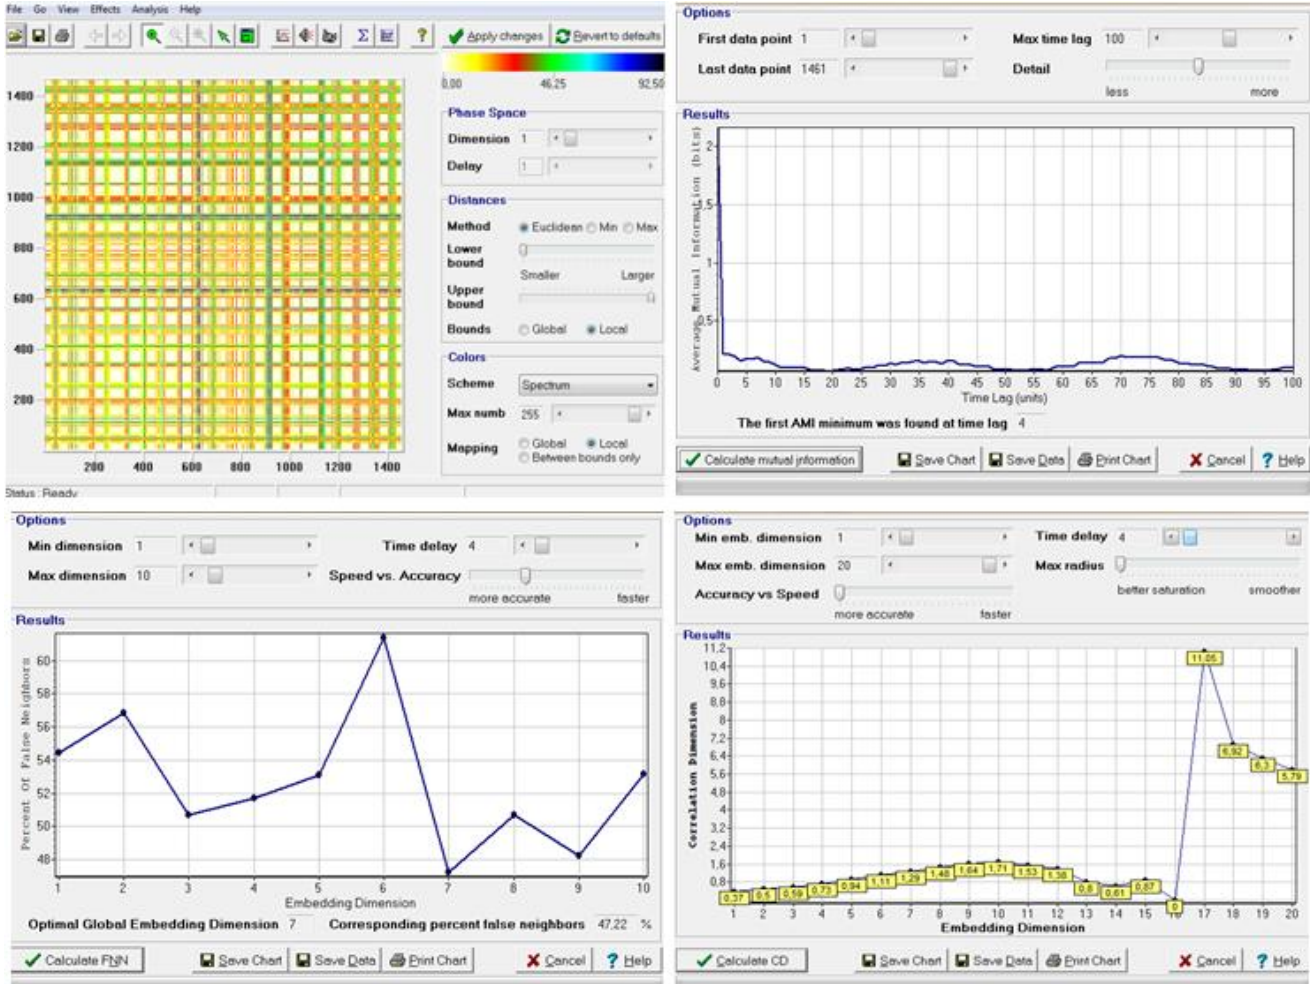 File Go View Effects Analysis Help
Apply changes Revert to defaults
0,00 46,25 92,50
Phase Space
Dimension 1
Delay 1
Distances
Method Euclidean Min Max
Lower bound
Smaller Larger
Upper bound
Bounds Global Local
Colors
Scheme Spectrum
Max numb 255
Mapping Global Local
Between bounds only
1400
1200
1000
800
600
400
200
200 400 600 800 1000 1200 1400
Status: Ready
Options
First data point 1 Max time lag 100
Last data point 1461 Detail
less more
Results
Average Mutual Information (bits)
2
1
0 5 10 15 20 25 30 35 40 45 50 55 60 65 70 75 80 85 90 95 100
Time Lag (units)
The first AMI minimum was found at time lag 4
Calculate mutual information Save Chart Save Data Print Chart Cancel Help
Options
Min dimension 1 Time delay 4
Max dimension 10 Speed vs. Accuracy
more accurate faster
Results
Percent Of False Neighbors
60
58
56
54
52
50
48
1 2 3 4 5 6 7 8 9 10
Embedding Dimension
Optimal Global Embedding Dimension 7 Corresponding percent false neighbors 47,22 %
Calculate FNN Save Chart Save Data Print Chart Cancel Help
Options
Min emb. dimension 1 Time delay 4
Max emb. dimension 20 Max radius
better saturation smoother
Accuracy vs Speed
more accurate faster
Results
Correlation Dimension
11,2
10,4
9,6
8,8
8
7,2
6,4
5,6
4,8
4
3,2
2,4
1,6
0,8
0,37 0,5 0,59 0,73 0,94 1,11 1,29 1,48 1,64 1,71 1,53 1,38 0,8 0,61 0,87 0 11,05 6,92 6,3 5,79
1 2 3 4 5 6 7 8 9 10 11 12 13 14 15 16 17 18 19 20
Embedding Dimension
Calculate CD Save Chart Save Data Print Chart Cancel Help